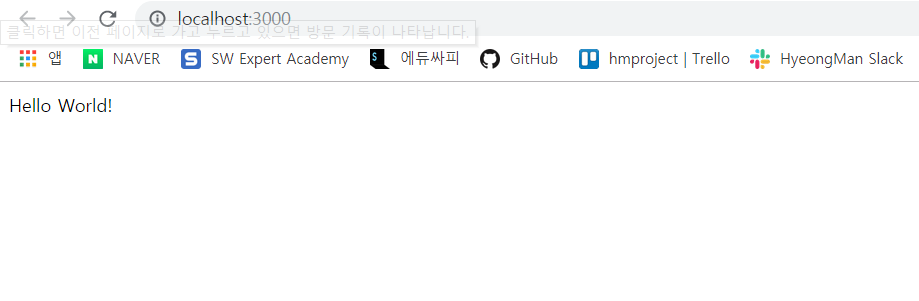 localhost:3000
클릭하면 이전 페이지로 가고 누르고 있으면 방문 기록이 나타납니다.
앱 NAVER SW Expert Academy 에듀싸피 GitHub hmproject | Trello HyeongMan Slack
Hello World!